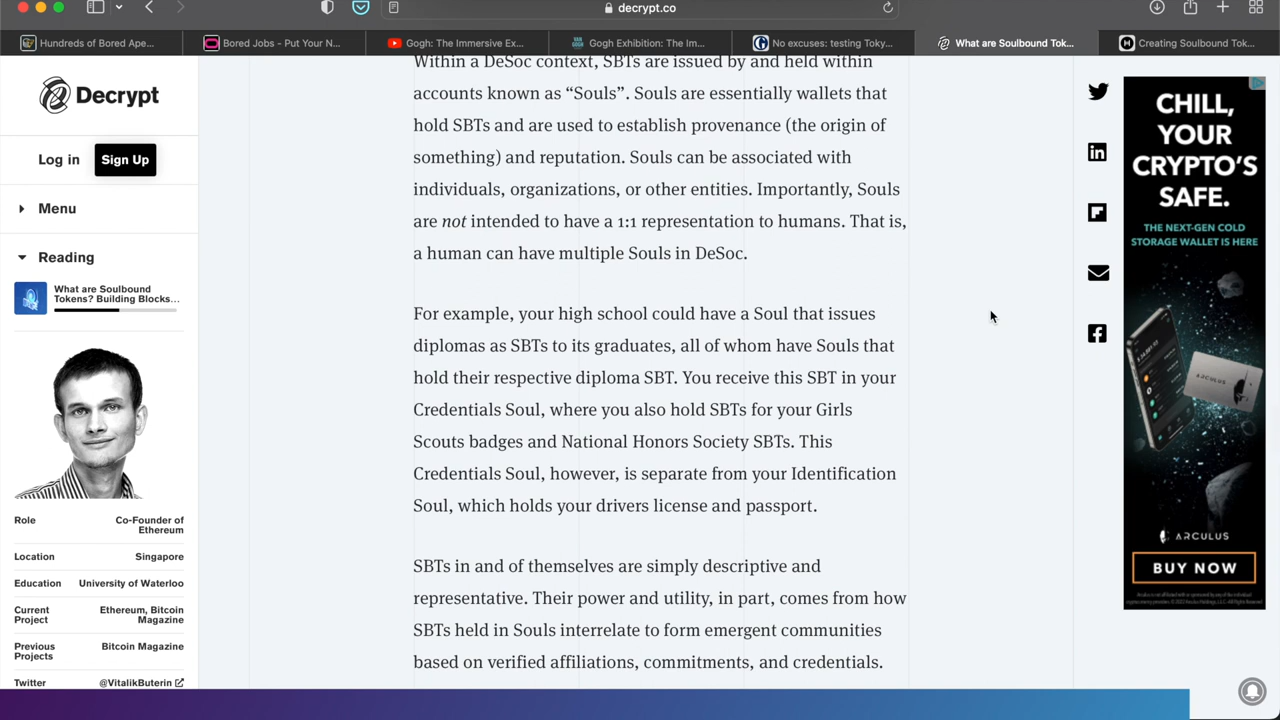 decrypt.co
Hundreds of Bored Ape...
Bored Jobs - Put Your N...
Gogh: The Immersive Ex...
Gogh Exhibition: The Im...
No excuses: testing Toky...
What are Soulbound Tok...
Creating Soulbound Tok...
Decrypt
Log in
Sign Up
Menu
Reading
What are Soulbound
Tokens? Building Blocks...
Role
Co-Founder of
Ethereum
Location
Singapore
Education
University of Waterloo
Current
Project
Ethereum, Bitcoin
Magazine
Previous
Projects
Bitcoin Magazine
Twitter
@VitalikButerin
Within a DeSoc context, SBTs are issued by and held within
accounts known as “Souls”. Souls are essentially wallets that
hold SBTs and are used to establish provenance (the origin of
something) and reputation. Souls can be associated with
individuals, organizations, or other entities. Importantly, Souls
are not intended to have a 1:1 representation to humans. That is,
a human can have multiple Souls in DeSoc.
For example, your high school could have a Soul that issues
diplomas as SBTs to its graduates, all of whom have Souls that
hold their respective diploma SBT. You receive this SBT in your
Credentials Soul, where you also hold SBTs for your Girls
Scouts badges and National Honors Society SBTs. This
Credentials Soul, however, is separate from your Identification
Soul, which holds your drivers license and passport.
SBTs in and of themselves are simply descriptive and
representative. Their power and utility, in part, comes from how
SBTs held in Souls interrelate to form emergent communities
based on verified affiliations, commitments, and credentials.
CHILL,
YOUR
CRYPTO’S
SAFE.
THE NEXT-GEN COLD
STORAGE WALLET IS HERE
ARCULUS
ARCULUS
BUY NOW